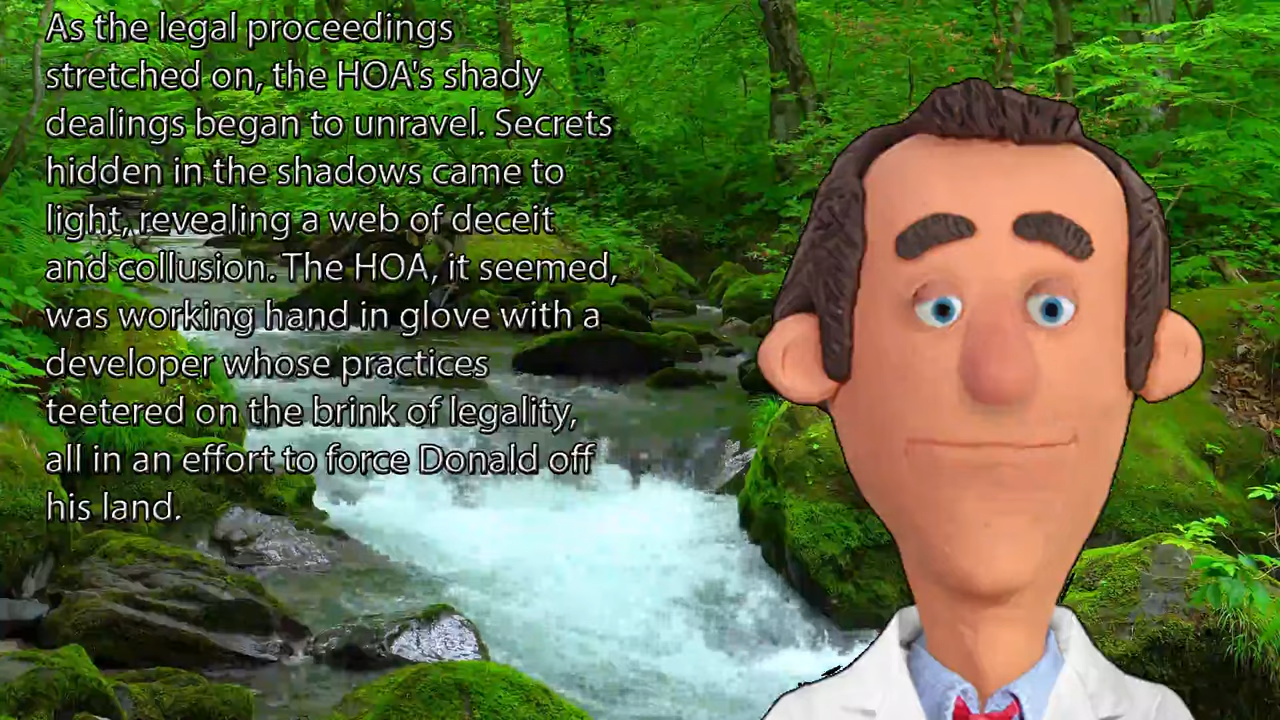 As the legal proceedings
stretched on, the HOA's shady
dealings began to unravel. Secrets
hidden in the shadows came to
light, revealing a web of deceit
and collusion. The HOA, it seemed,
was working hand in glove with a
developer whose practices
teetered on the brink of legality,
all in an effort to force Donald off
his land.